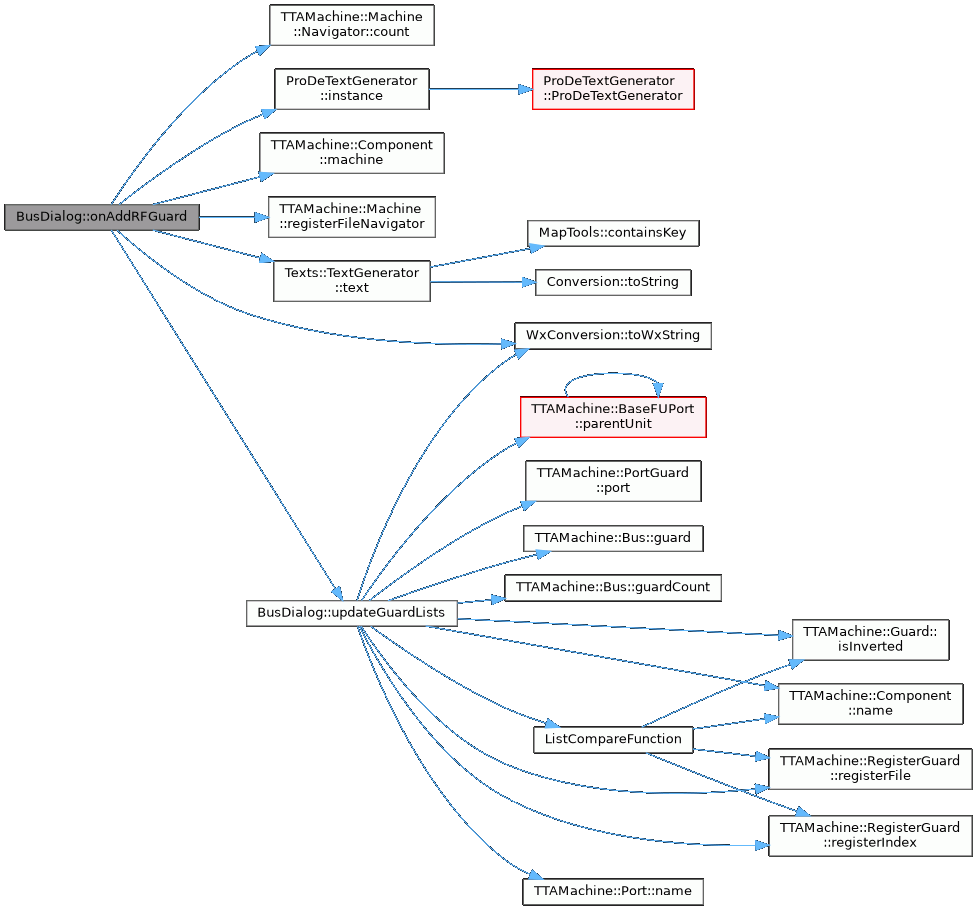 TTAMachine::Machine
::Navigator::count
ProDeTextGenerator
::instance
ProDeTextGenerator
::ProDeTextGenerator
TTAMachine::Component
::machine
BusDialog::onAddRFGuard
TTAMachine::Machine
::registerFileNavigator
MapTools::containsKey
Texts::TextGenerator
::text
Conversion::toString
WxConversion::toWxString
TTAMachine::BaseFUPort
::parentUnit
TTAMachine::PortGuard
::port
TTAMachine::Bus::guard
TTAMachine::Bus::guardCount
BusDialog::updateGuardLists
TTAMachine::Guard::
isInverted
TTAMachine::Component
::name
ListCompareFunction
TTAMachine::RegisterGuard
::registerFile
TTAMachine::RegisterGuard
::registerIndex
TTAMachine::Port::name